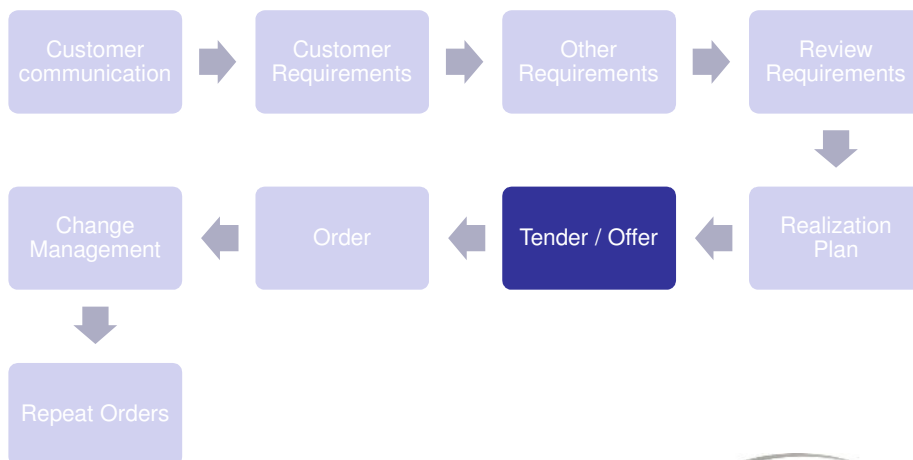 Customer
communication
Customer
Requirements
Other
Requirements
Review
Requirements
Change
Management
Order
Tender / Offer
Realization
Plan
Repeat Orders